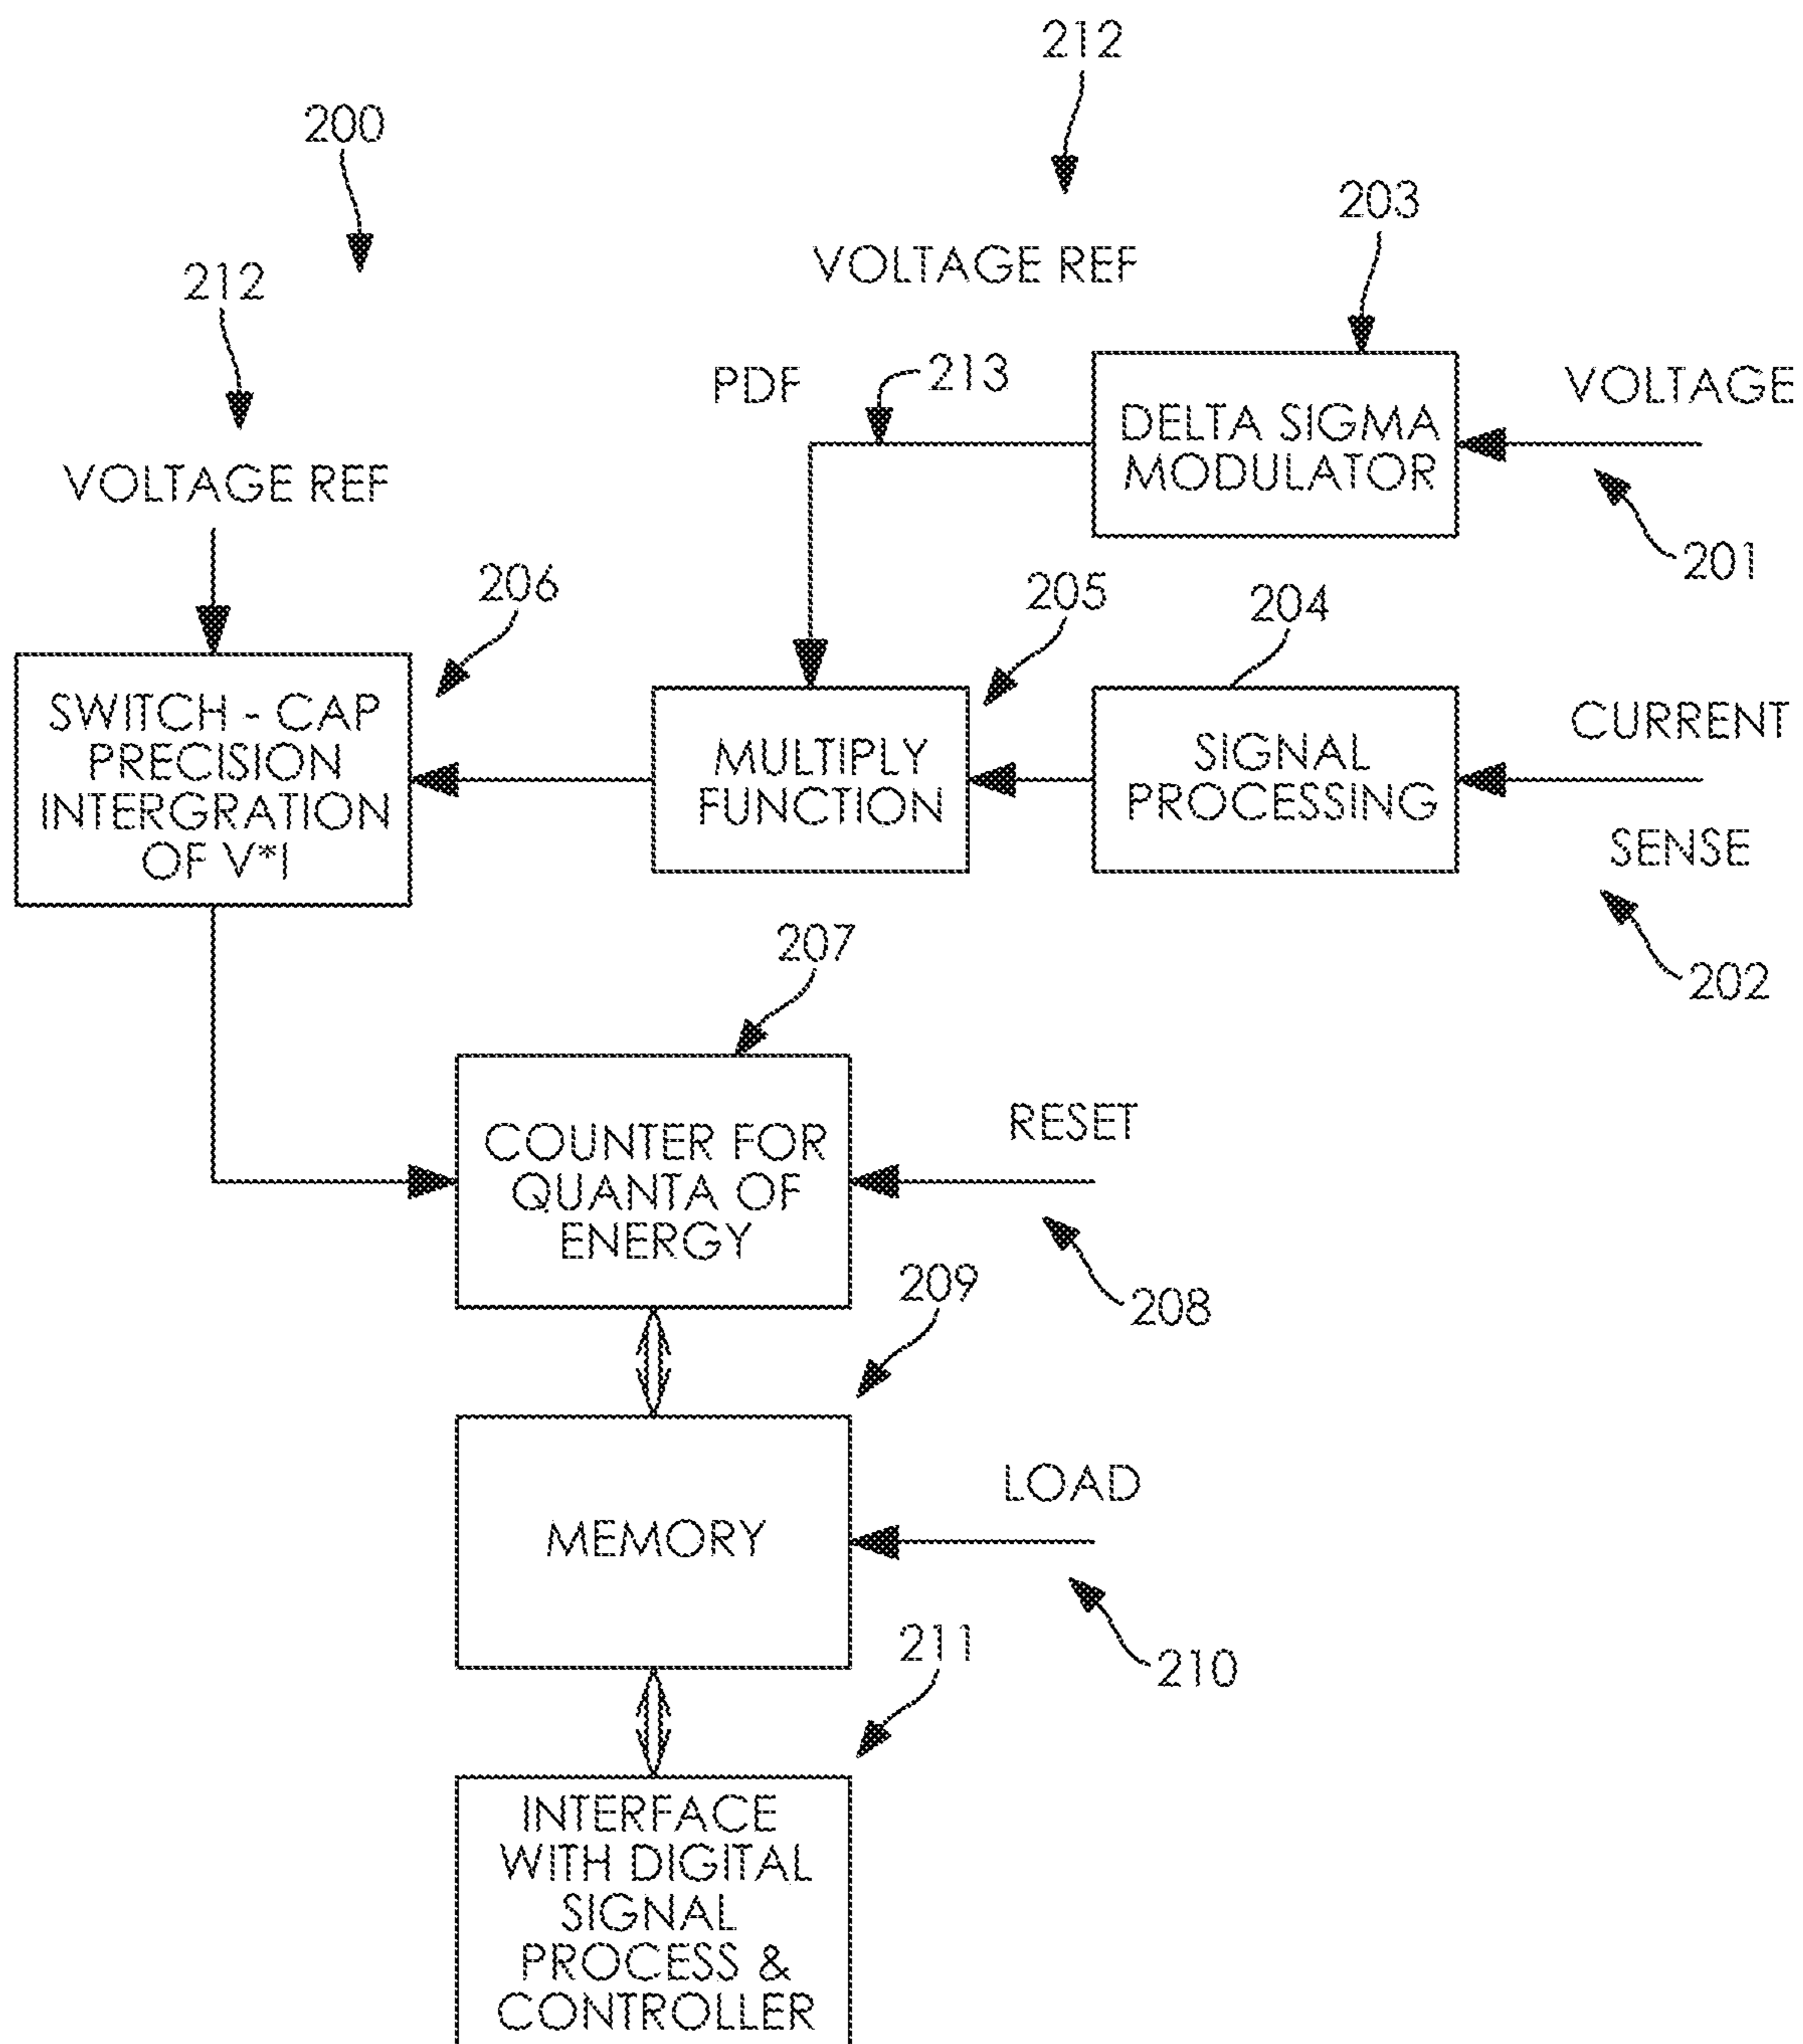 212
200
203
VOLTAGE REF
212
PDF
213
VOLTAGE
DELTA SIGMA
MODULATOR
VOLTAGE REF
201
206
205
204
SWITCH - CAP
PRECISION
INTERGRATION
OF V*I
MULTIPLY
FUNCTION
SIGNAL
PROCESSING
CURRENT
SENSE
202
207
COUNTER FOR
QUANTA OF
ENERGY
RESET
208
209
MEMORY
LOAD
210
211
INTERFACE
WITH DIGITAL
SIGNAL
PROCESS &
CONTROLLER